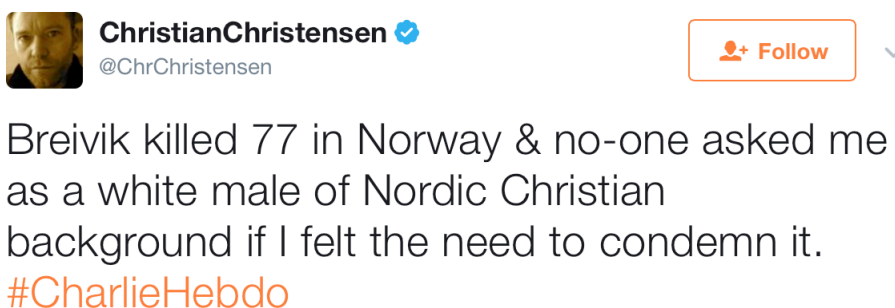 ChristianChristensen
@ChrChristensen
Follow
Breivik killed 77 in Norway & no-one asked me
as a white male of Nordic Christian
background if I felt the need to condemn it.
#CharlieHebdo